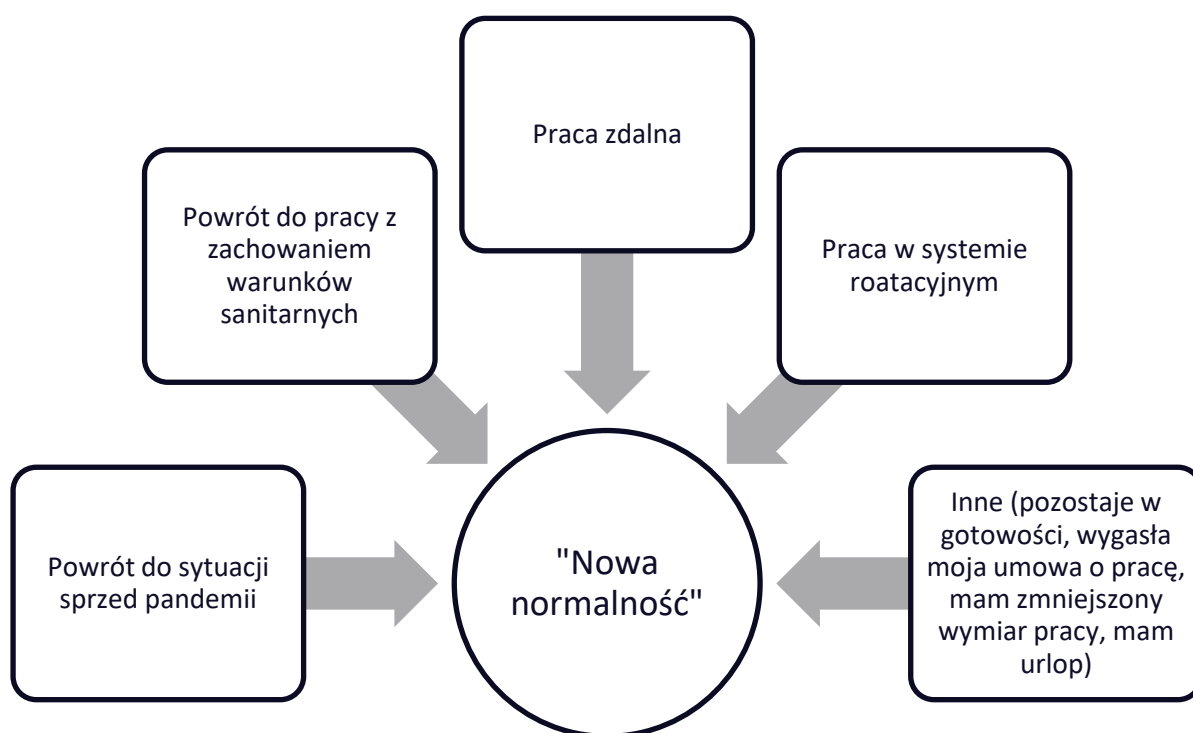 Praca zdalna
Powrót do pracy z
zachowaniem
warunków
sanitarnych
Praca w systemie
roatacyjnym
Powrót do sytuacji
sprzed pandemii
"Nowa
normalność"
Inne (pozostaje w
gotowości, wygasła
moja umowa o pracę,
mam zmniejszony
wymiar pracy, mam
urlop)